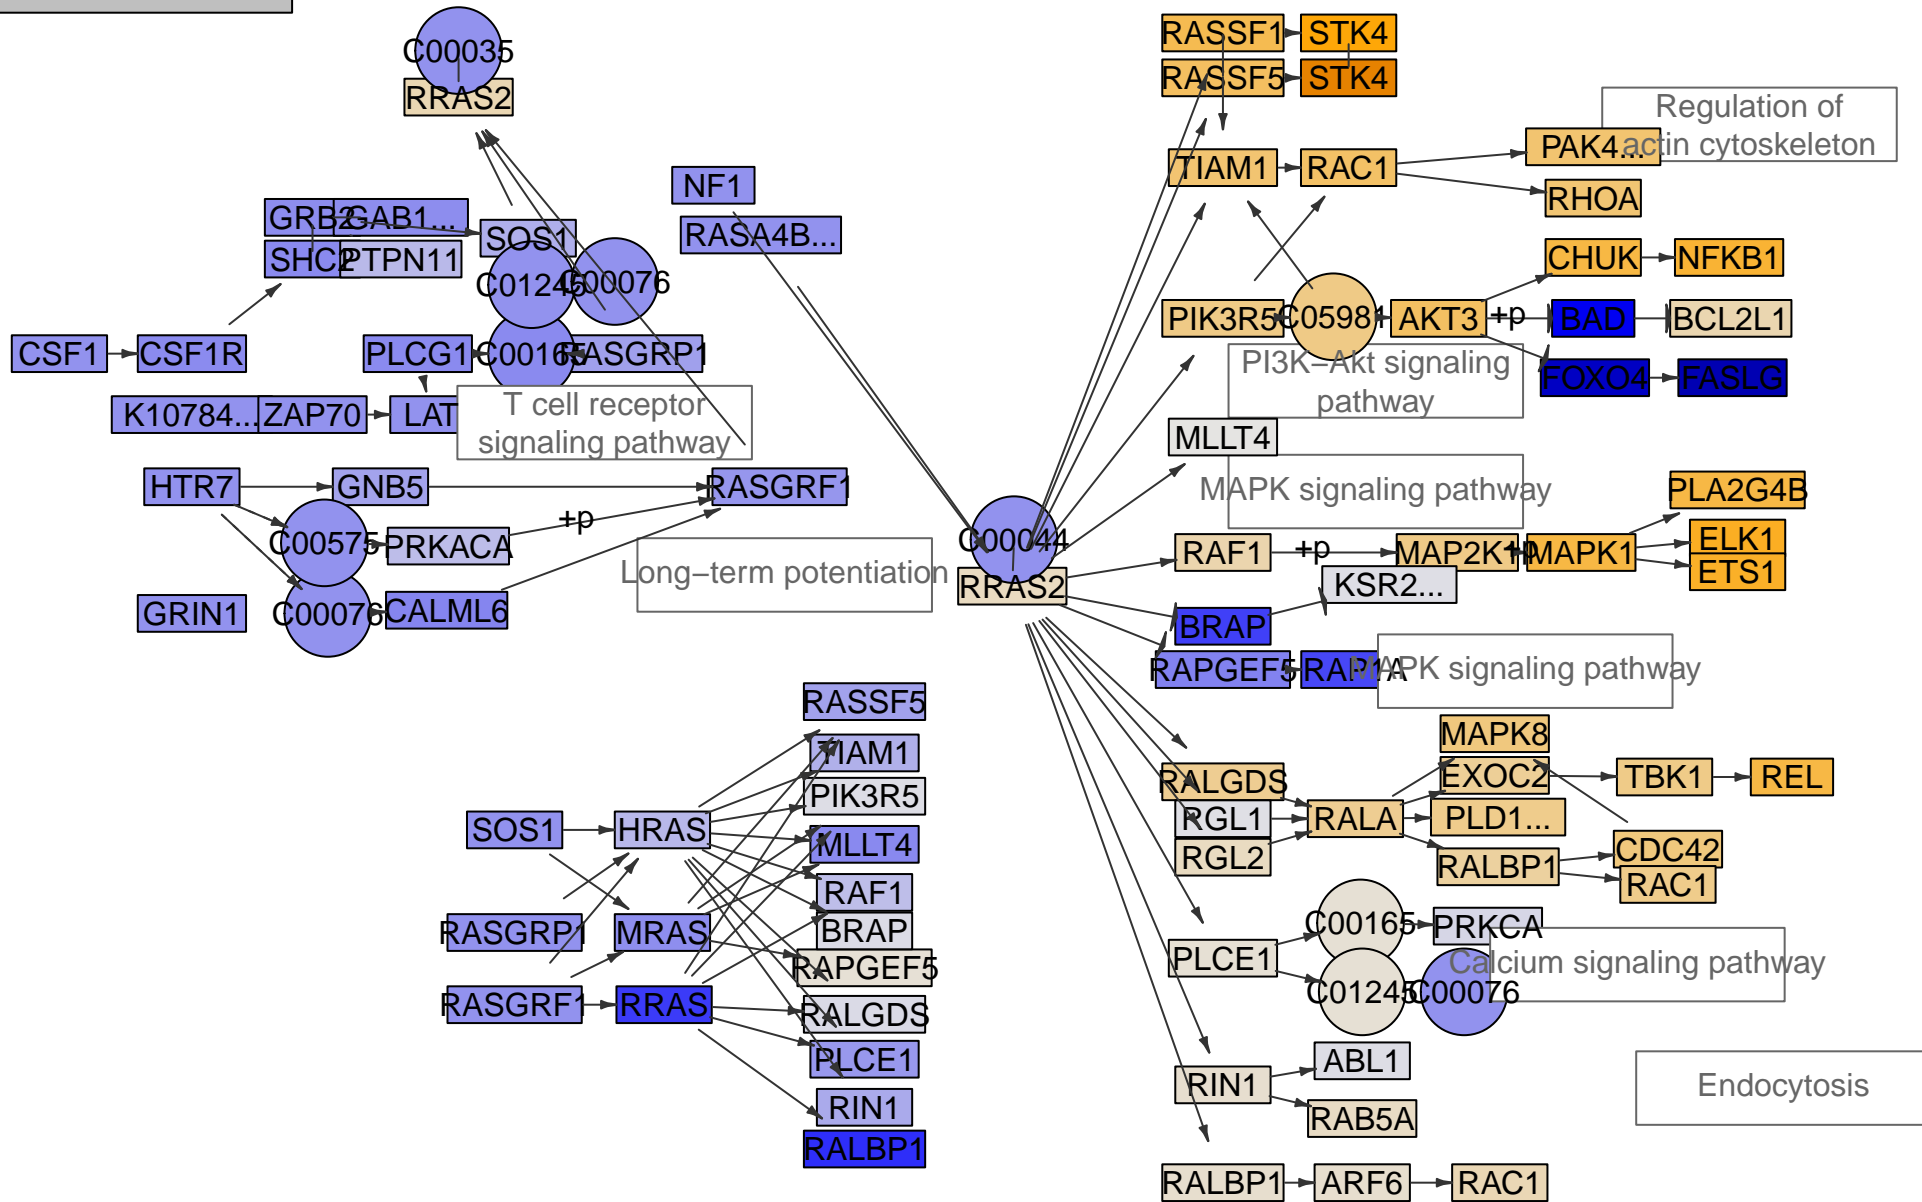 C00035
RRAS2
RASSF1
STK4
RASSF5
STK4
Regulation of
actin cytoskeleton
PAK4...
TIAM1
RAC1
RHOA
NF1
RASA4B...
GRB2
GAB1...
SOS1
SHC2
PTPN11
C01245
C00076
CHUK
NFKB1
PIK3R5
C05981
AKT3
+p
BAD
BCL2L1
CSF1
CSF1R
PLCG1
C00165
RASGRP1
PI3K–Akt signaling
pathway
FOXO4
FASLG
K10784...
ZAP70
LAT
T cell receptor
signaling pathway
MLLT4
HTR7
GNB5
RASGRF1
MAPK signaling pathway
PLA2G4B
C00575
PRKACA
+p
C00044
RRAS2
RAF1
+p
MAP2K1
+p
MAPK1
ELK1
ETS1
Long–term potentiation
KSR2...
GRIN1
C00076
CALML6
BRAP
RAPGEF5
RAP1A
MAPK signaling pathway
RASSF5
TIAM1
PIK3R5
MAPK8
EXOC2
TBK1
REL
RALGDS
RGL1
RALA
PLD1...
RGL2
RALBP1
CDC42
RAC1
SOS1
HRAS
MLLT4
RAF1
BRAP
RASGRP1
MRAS
RAPGEF5
RASGRF1
RRAS
RALGDS
PLCE1
RIN1
RALBP1
C00165
PRKCA
PLCE1
Calcium signaling pathway
C01245
C00076
ABL1
RIN1
RAB5A
Endocytosis
RALBP1
ARF6
RAC1